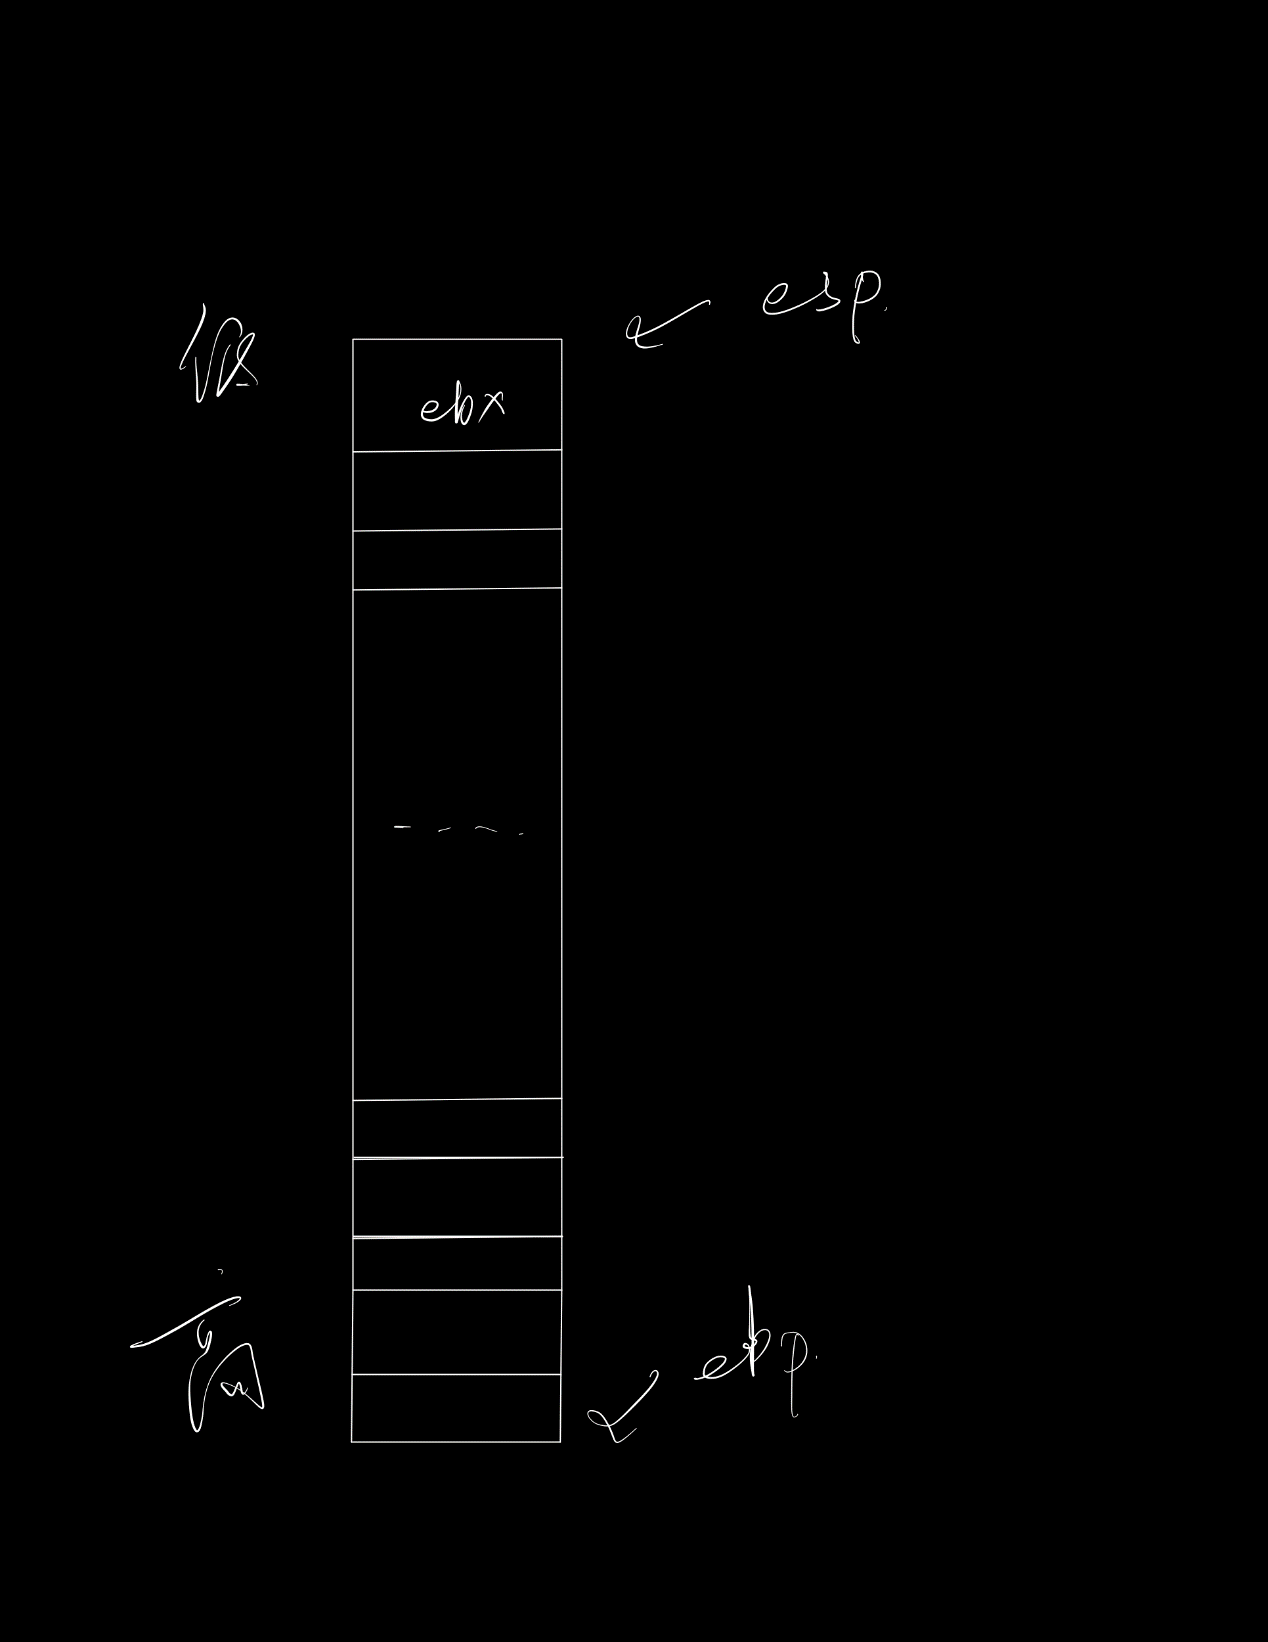 esp.
低
ebx
- - - .
高
ebp.